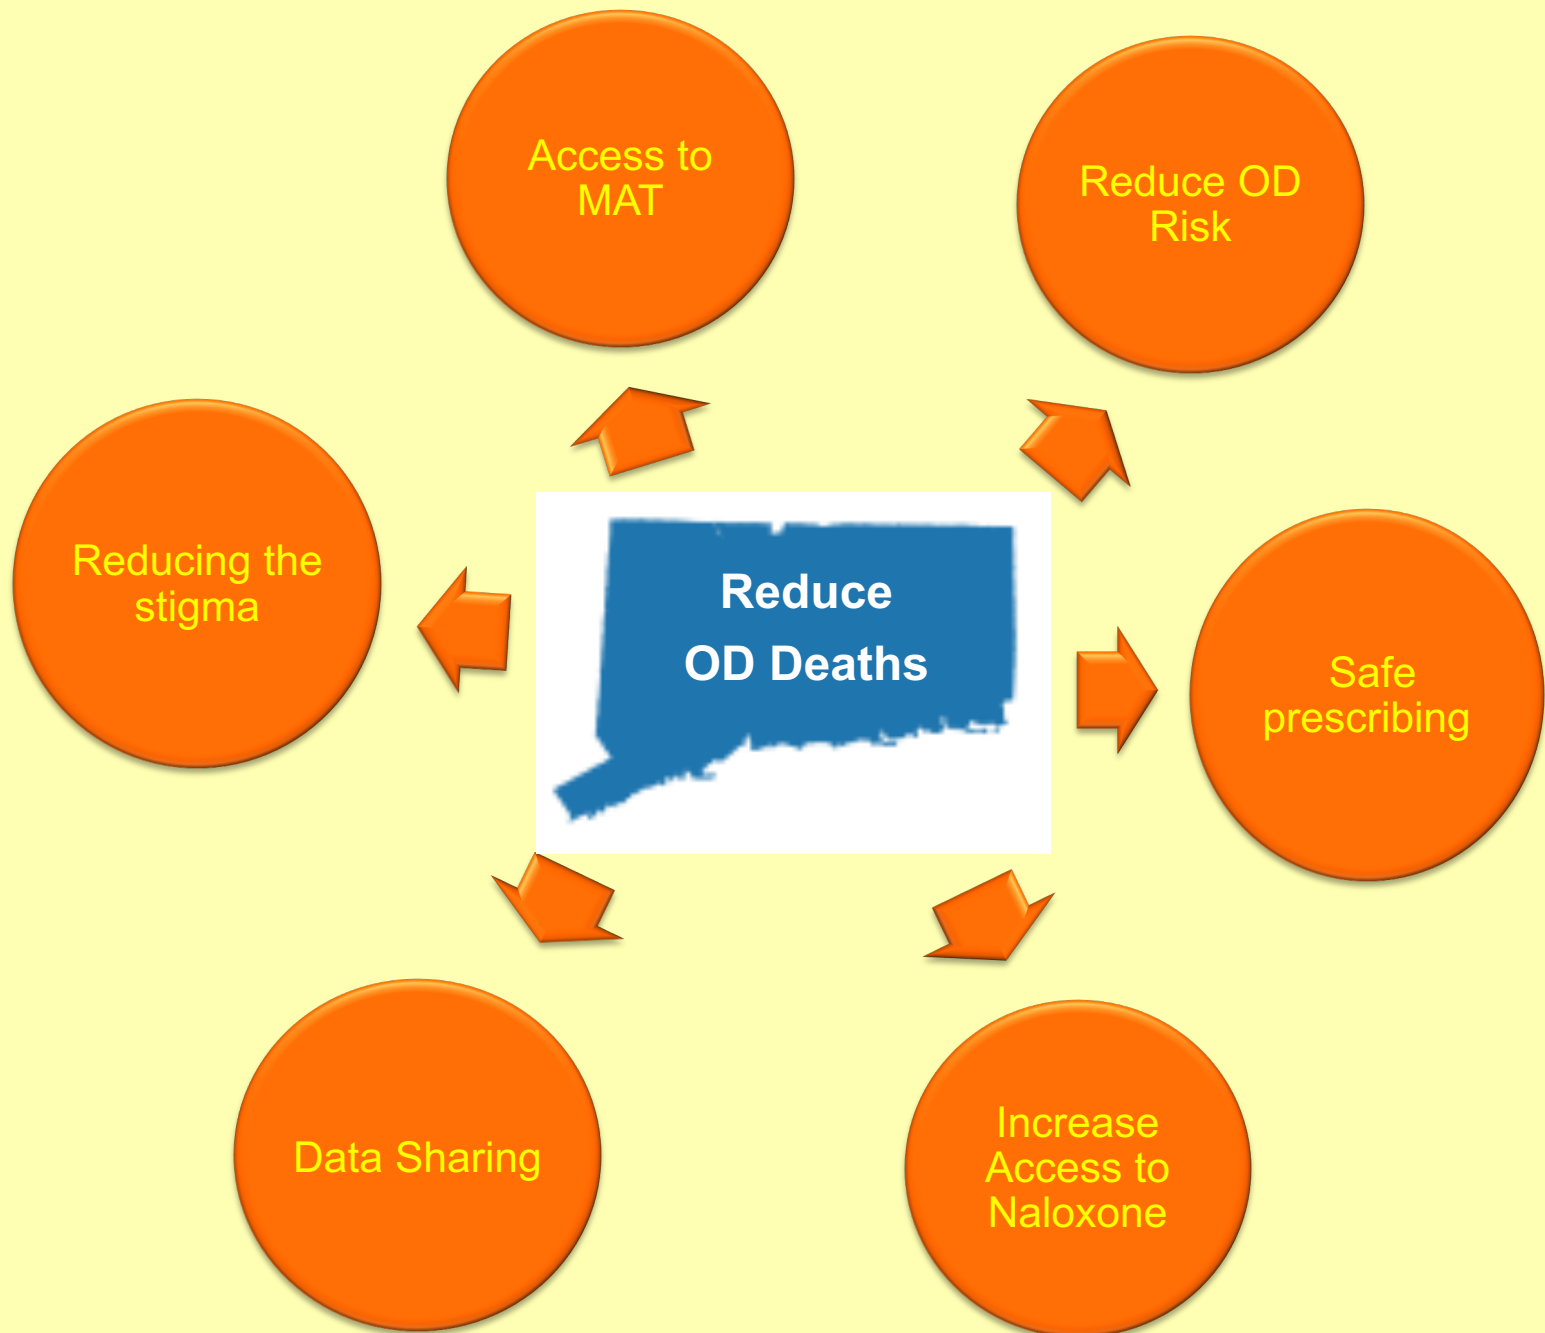 Access to
MAT
Reduce OD
Risk
Reducing the
stigma
Reduce
OD Deaths
Safe
prescribing
Data Sharing
Increase
Access to
Naloxone